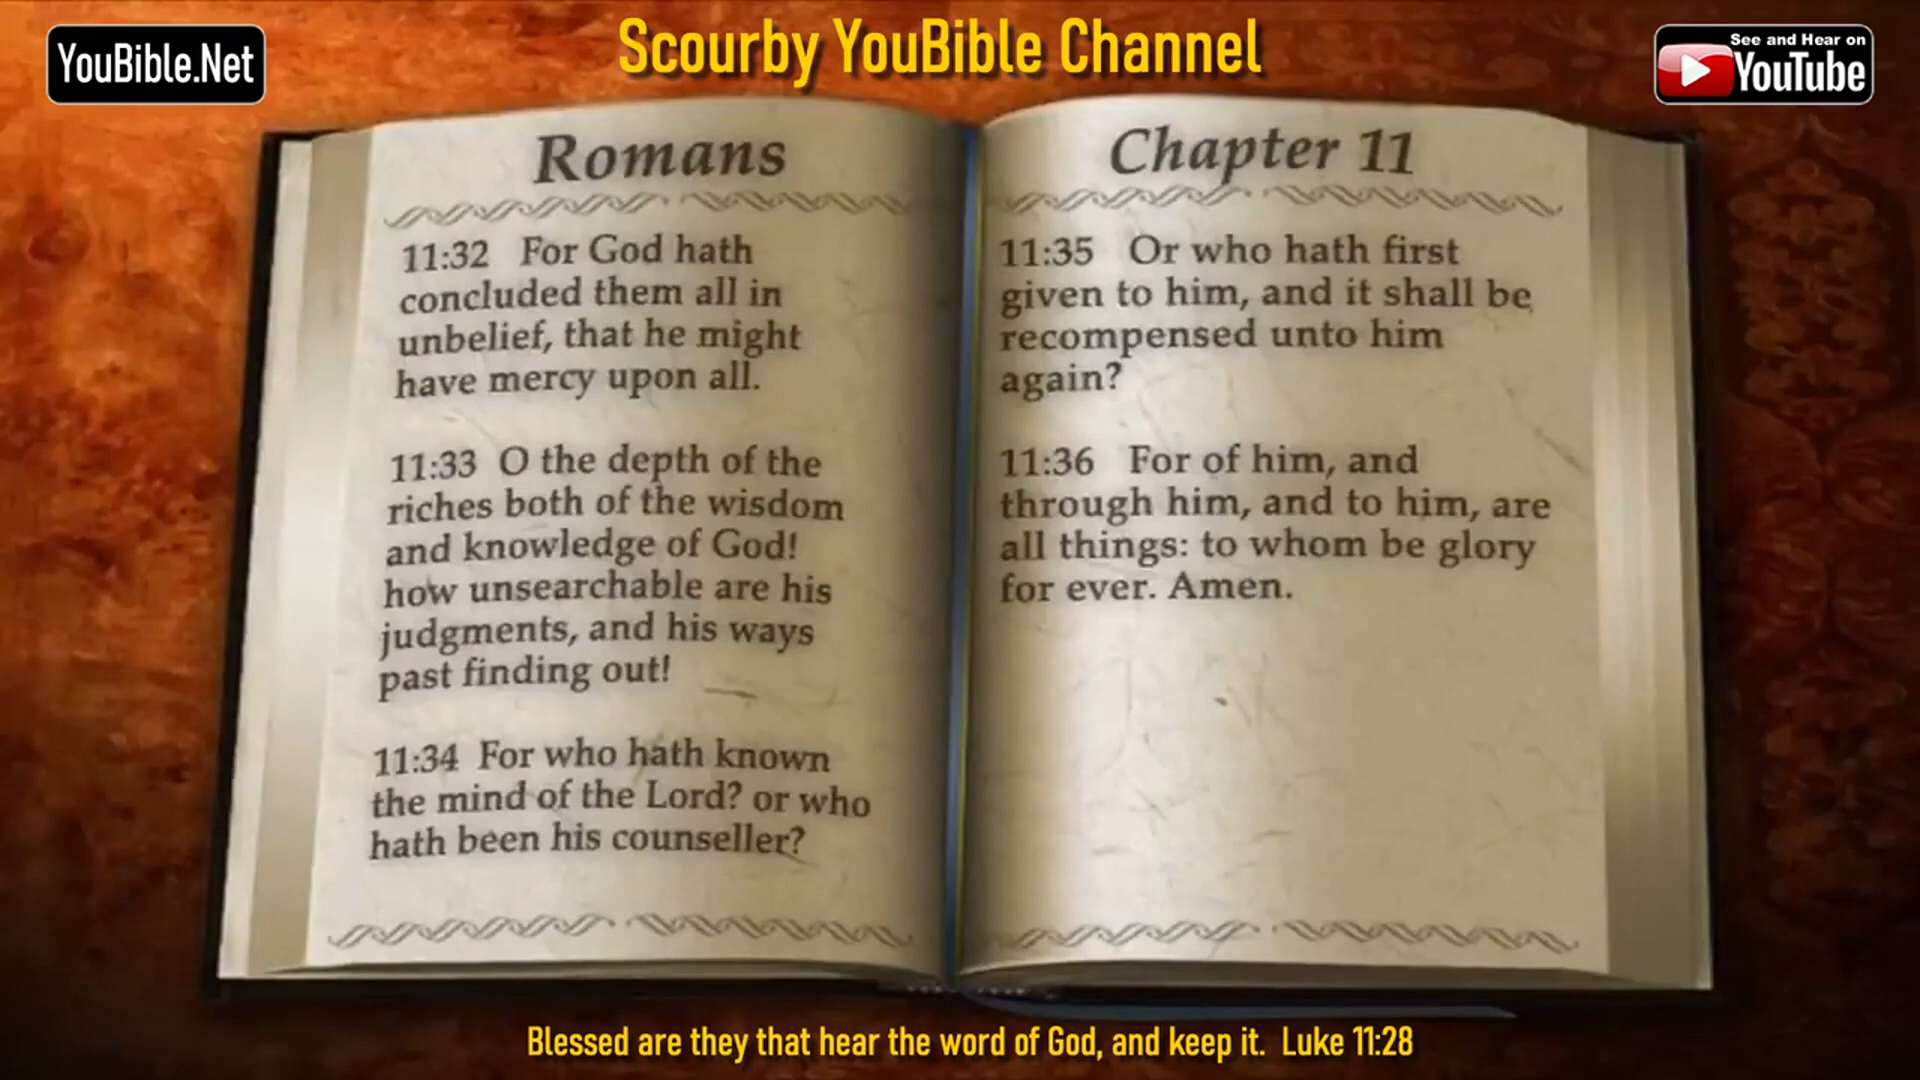 YouBible.Net
Scourby YouBible Channel
See and Hear on
YouTube
Romans
11:32 For God hath
concluded them all in
unbelief, that he might
have mercy upon all.
11:33 O the depth of the
riches both of the wisdom
and knowledge of God!
how unsearchable are his
judgments, and his ways
past finding out!
11:34 For who hath known
the mind of the Lord? or who
hath been his counseller?
Chapter 11
11:35 Or who hath first
given to him, and it shall be
recompensed unto him
again?
11:36 For of him, and
through him, and to him, are
all things: to whom be glory
for ever. Amen.
Blessed are they that hear the word of God, and keep it. Luke 11:28